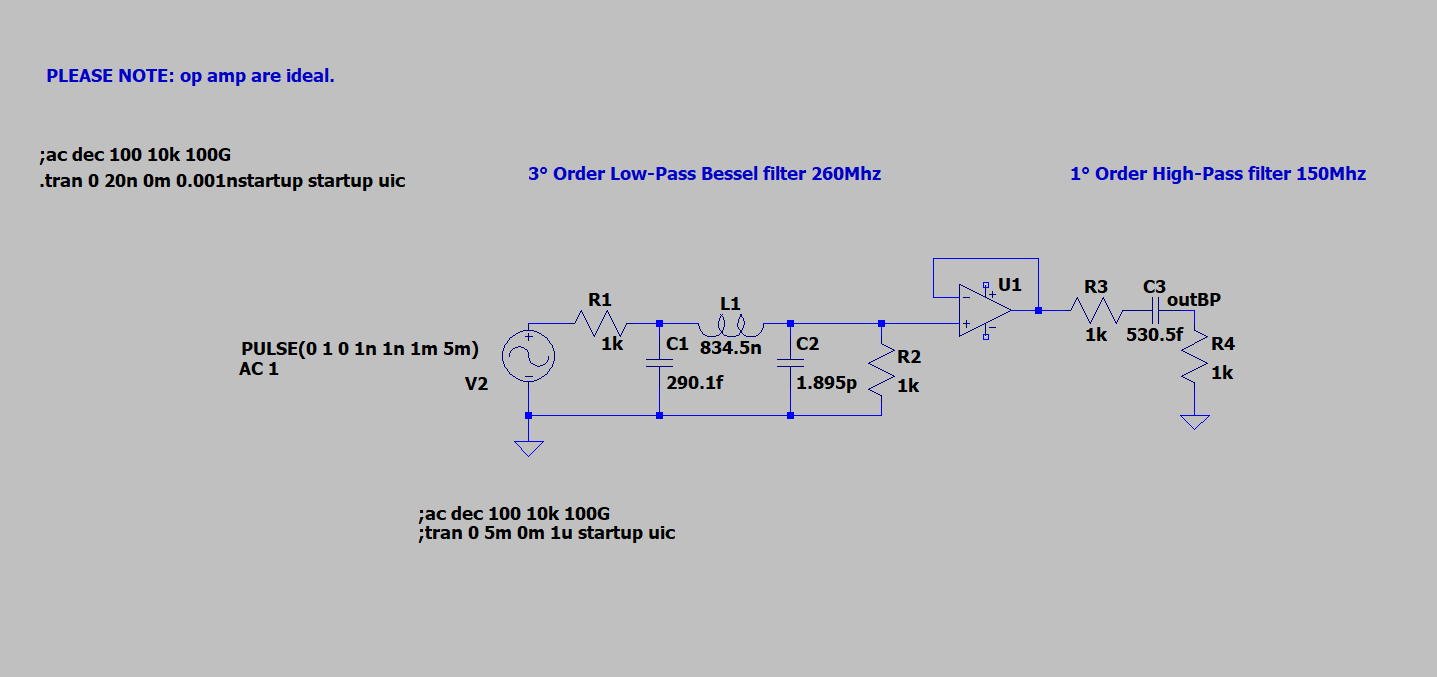 PLEASE NOTE: op amp are ideal.
;ac dec 100 10k 100G
.tran 0 20n 0m 0.001nstartup startup uic
3° Order Low-Pass Bessel filter 260Mhz
1° Order High-Pass filter 150Mhz
U1
R3
C3
outBP
R1
L1
1k
530.5f
1k
C1
834.5n
C2
R4
PULSE(0 1 0 1n 1n 1m 5m)
R2
AC 1
1k
V2
290.1f
1.895p
1k
;ac dec 100 10k 100G
;tran 0 5m 0m 1u startup uic